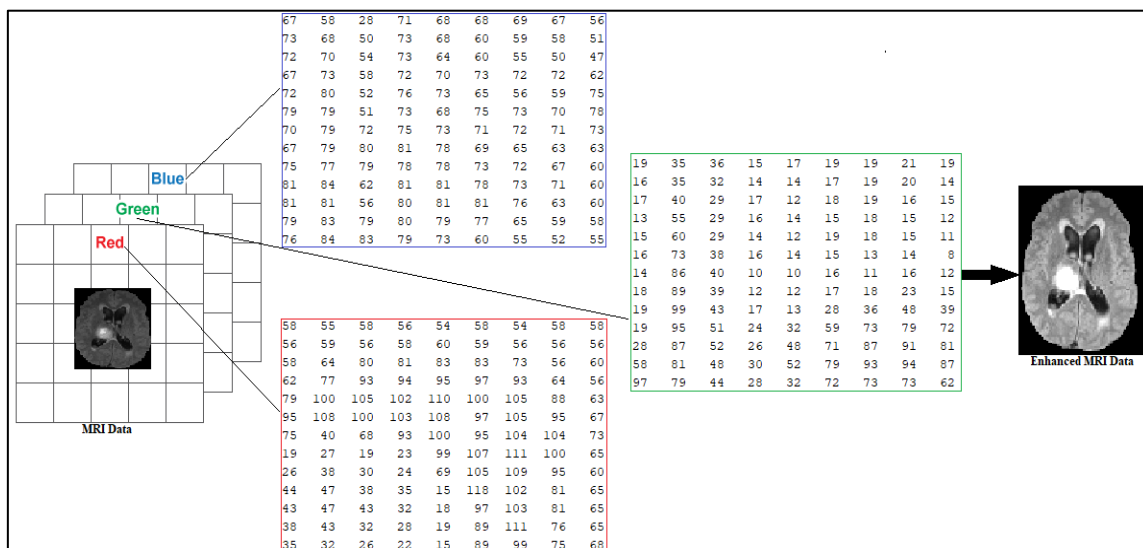 67 58 28 71 68 68 69 67 56
73 68 50 73 68 60 59 58 51
72 70 54 73 64 60 55 50 47
67 73 58 72 70 73 72 72 62
72 80 52 76 73 65 56 59 75
79 79 51 73 68 75 73 70 78
70 79 72 75 73 71 72 71 73
67 79 80 81 78 69 65 63 63
75 77 79 78 78 73 72 67 60
81 84 62 81 81 78 73 71 60
81 81 56 80 81 81 76 63 60
79 83 79 80 79 77 65 59 58
76 84 83 79 73 60 55 52 55
Blue
Green
Red
MRI Data
19 35 36 15 17 19 19 21 19
16 35 32 14 14 17 19 20 14
17 40 29 17 12 18 19 16 15
13 55 29 16 14 15 18 15 12
15 60 29 14 12 19 18 15 11
16 73 38 16 14 15 13 14 8
14 86 40 10 10 16 11 16 12
18 89 39 12 12 17 18 23 15
19 99 43 17 13 28 36 48 39
19 95 51 24 32 59 73 79 72
28 87 52 26 48 71 87 91 81
58 81 48 30 52 79 93 94 87
97 79 44 28 32 72 73 73 62
Enhanced MRI Data
58 55 58 56 54 58 54 58 58
56 59 56 58 60 59 56 56 56
58 64 80 81 83 83 73 56 60
62 77 93 94 95 97 93 64 56
79 100 105 102 110 100 105 88 63
95 108 100 103 108 97 105 95 67
75 40 68 93 100 95 104 104 73
19 27 19 23 99 107 111 100 65
26 38 30 24 69 105 109 95 60
44 47 38 35 15 118 102 81 65
43 47 43 32 18 97 103 81 65
38 43 32 28 19 89 111 76 65
35 32 26 22 15 89 99 75 68